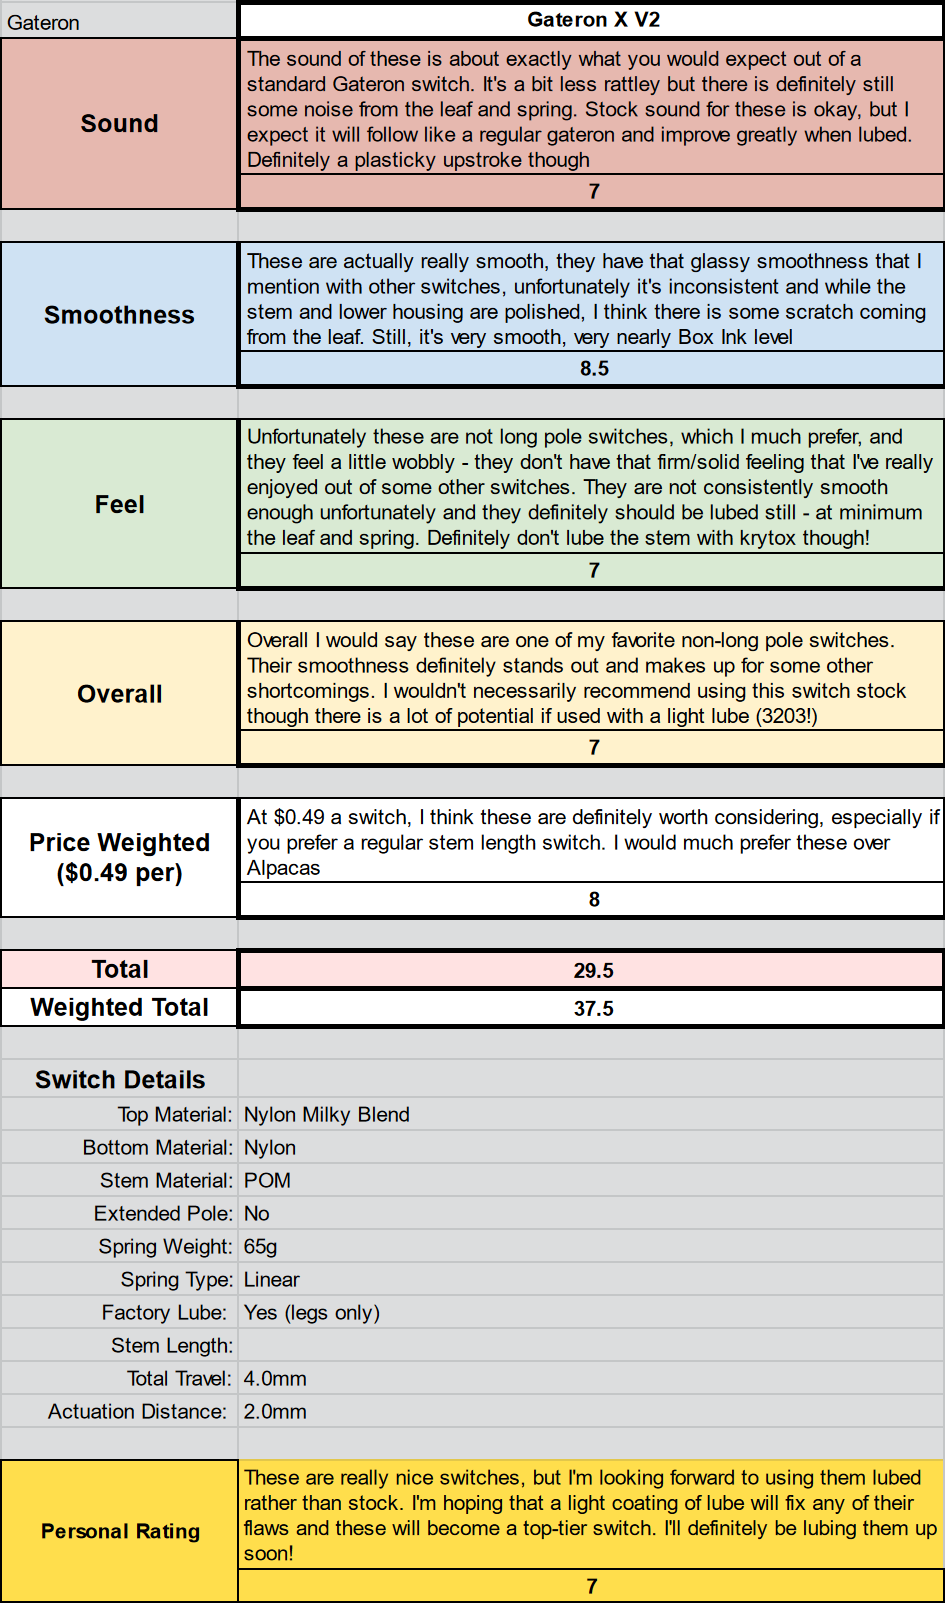 Gateron
Gateron X V2
Sound
The sound of these is about exactly what you would expect out of a
standard Gateron switch. It's a bit less rattley but there is definitely still
some noise from the leaf and spring. Stock sound for these is okay, but I
expect it will follow like a regular gateron and improve greatly when lubed.
Definitely a plasticky upstroke though
7
Smoothness
These are actually really smooth, they have that glassy smoothness that I
mention with other switches, unfortunately it's inconsistent and while the
stem and lower housing are polished, I think there is some scratch coming
from the leaf. Still, it's very smooth, very nearly Box Ink level
8.5
Feel
Unfortunately these are not long pole switches, which I much prefer, and
they feel a little wobbly - they don't have that firm/solid feeling that I've really
enjoyed out of some other switches. They are not consistently smooth
enough unfortunately and they definitely should be lubed still - at minimum
the leaf and spring. Definitely don't lube the stem with krytox though!
7
Overall
Overall I would say these are one of my favorite non-long pole switches.
Their smoothness definitely stands out and makes up for some other
shortcomings. I wouldn't necessarily recommend using this switch stock
though there is a lot of potential if used with a light lube (3203!)
7
Price Weighted
($0.49 per)
At $0.49 a switch, I think these are definitely worth considering, especially if
you prefer a regular stem length switch. I would much prefer these over
Alpacas
8
Total
29.5
Weighted Total
37.5
Switch Details
Top Material: Nylon Milky Blend
Bottom Material: Nylon
Stem Material: POM
Extended Pole: No
Spring Weight: 65g
Spring Type: Linear
Factory Lube: Yes (legs only)
Stem Length:
Total Travel: 4.0mm
Actuation Distance: 2.0mm
Personal Rating
These are really nice switches, but I'm looking forward to using them lubed
rather than stock. I'm hoping that a light coating of lube will fix any of their
flaws and these will become a top-tier switch. I'll definitely be lubing them up
soon!
7